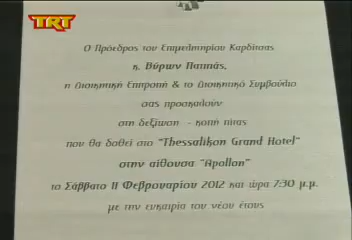 TRT
Ο Πρόεδρος του Επιμελητηρίου Καρδίτσας
κ. Βύρων Παππάς,
η Διοικητική Επιτροπή & το Διοικητικό Συμβούλιο
σας προσκαλούν
στη δεξίωση - κοπή πίτας
που θα δοθεί στο "Thessalikon Grand Hotel"
στην αίθουσα "Apollon"
το Σάββατο 11 Φεβρουαρίου 2012 και ώρα 7:30 μ.μ.
με την ευκαιρία του νέου έτους